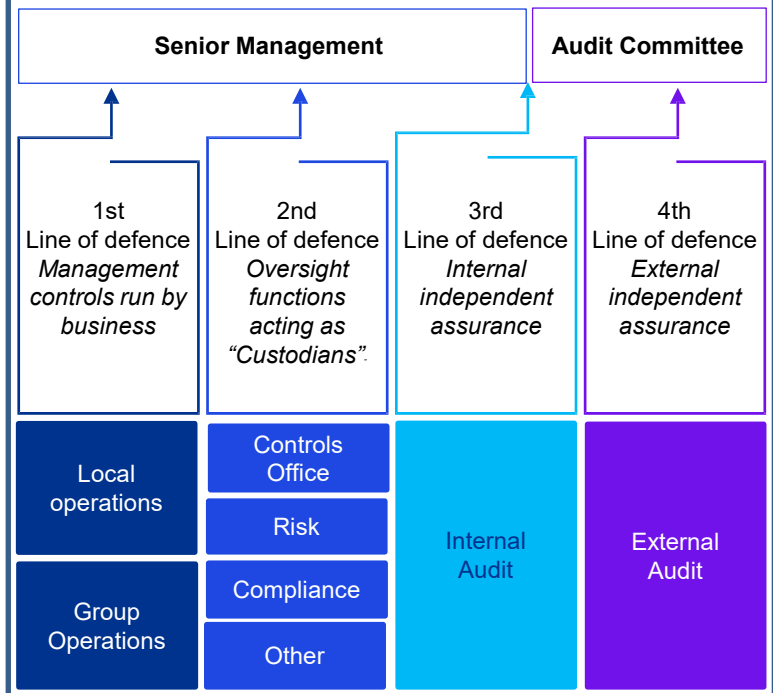 Senior Management
Audit Committee
1st
Line of defence
Management
controls run by
business
2nd
Line of defence
Oversight
functions
acting as
“Custodians”.
3rd
Line of defence
Internal
independent
assurance
4th
Line of defence
External
independent
assurance
Local
operations
Group
Operations
Controls
Office
Risk
Compliance
Other
Internal
Audit
External
Audit